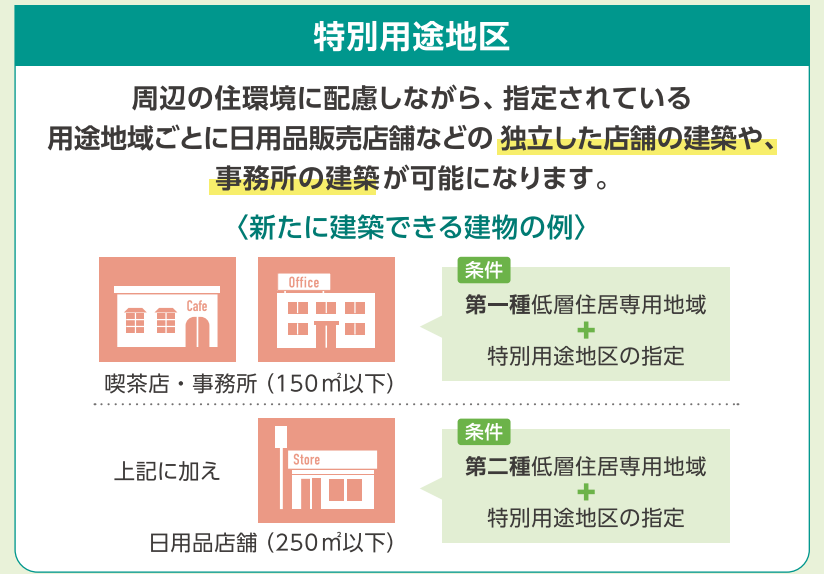 特別用途地区
周辺の住環境に配慮しながら、指定されている
用途地域ごとに日用品販売店舗などの独立した店舗の建築や、
事務所の建築が可能になります。
〈新たに建築できる建物の例〉
Cafe
Office
喫茶店・事務所（150㎡以下）
条件
第一種低層住居専用地域
+
特別用途地区の指定
上記に加え
Store
日用品店舗（250㎡以下）
条件
第二種低層住居専用地域
+
特別用途地区の指定